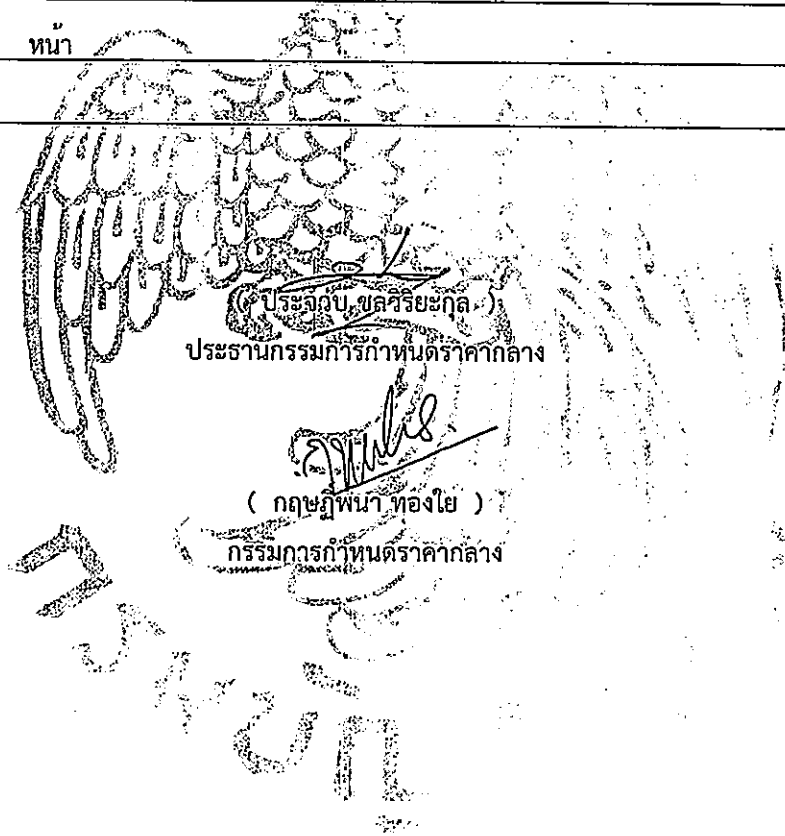 หน้า
( ประจวบ ชลวิริยะกุล )
ประธานกรรมการกำหนดราคากลาง
( กฤษฎิ์พนา ทองใย )
กรรมการกำหนดราคากลาง